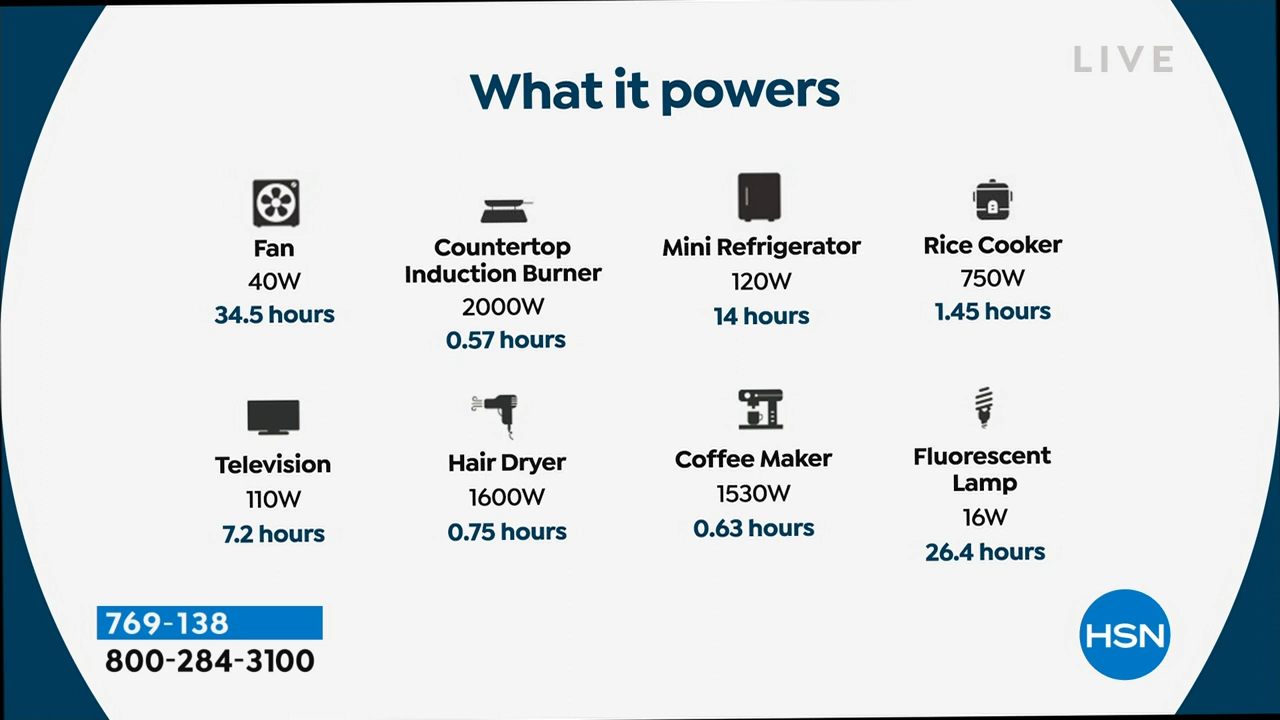 LIVE
What it powers
Fan
40W
34.5 hours
Countertop
Induction Burner
2000W
0.57 hours
Mini Refrigerator
120W
14 hours
Rice Cooker
750W
1.45 hours
Television
110W
7.2 hours
Hair Dryer
1600W
0.75 hours
Coffee Maker
1530W
0.63 hours
Fluorescent
Lamp
16W
26.4 hours
769-138
800-284-3100
HSN